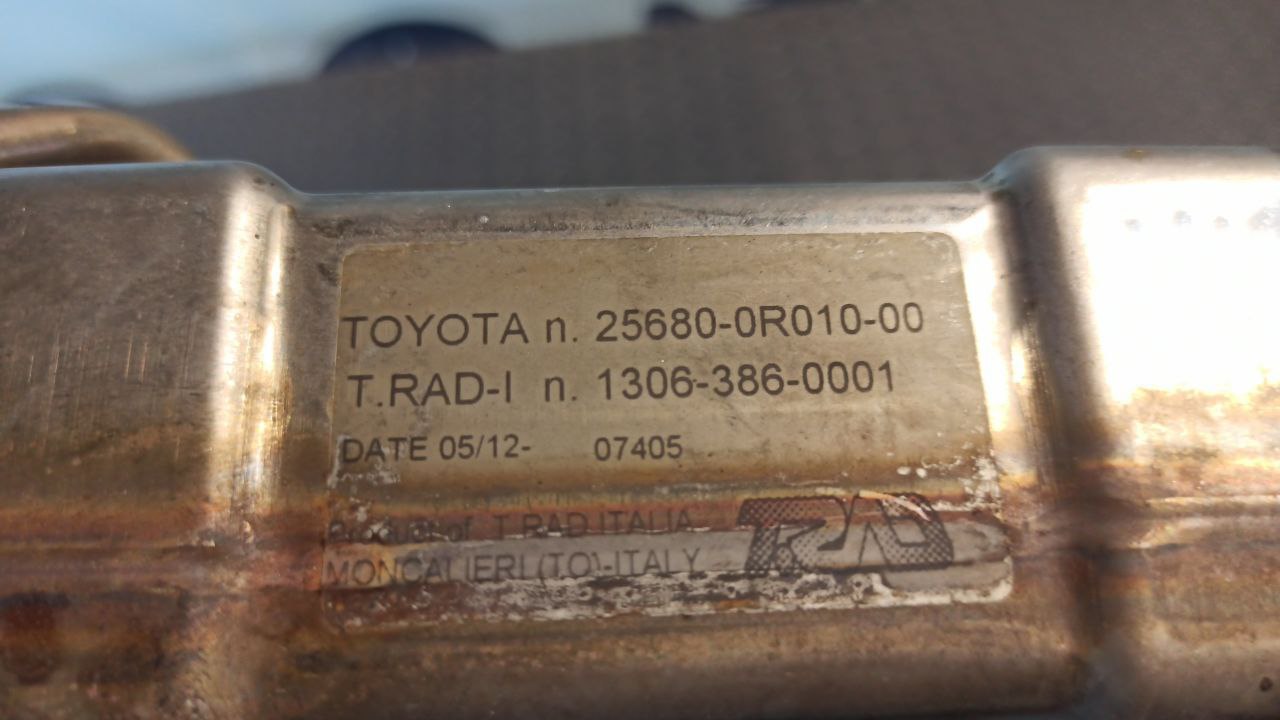 TOYOTA n. 25680-0R010-00
T.RAD-I n. 1306-386-0001
DATE 05/12- 07405
Product of T.RAD ITALIA
MONCALIERI (TO)-ITALY
TRAD